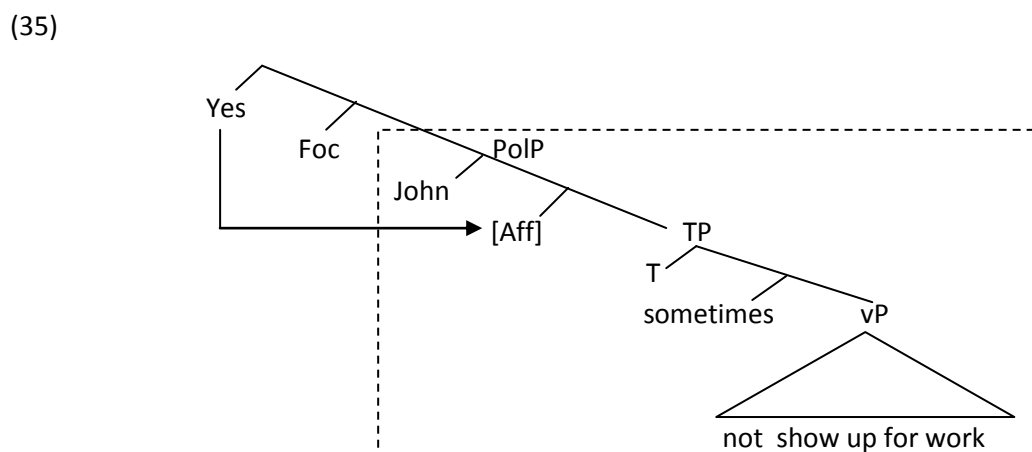 (35)
Yes
Foc
PolP
John
[Aff]
TP
T
sometimes
vP
not show up for work